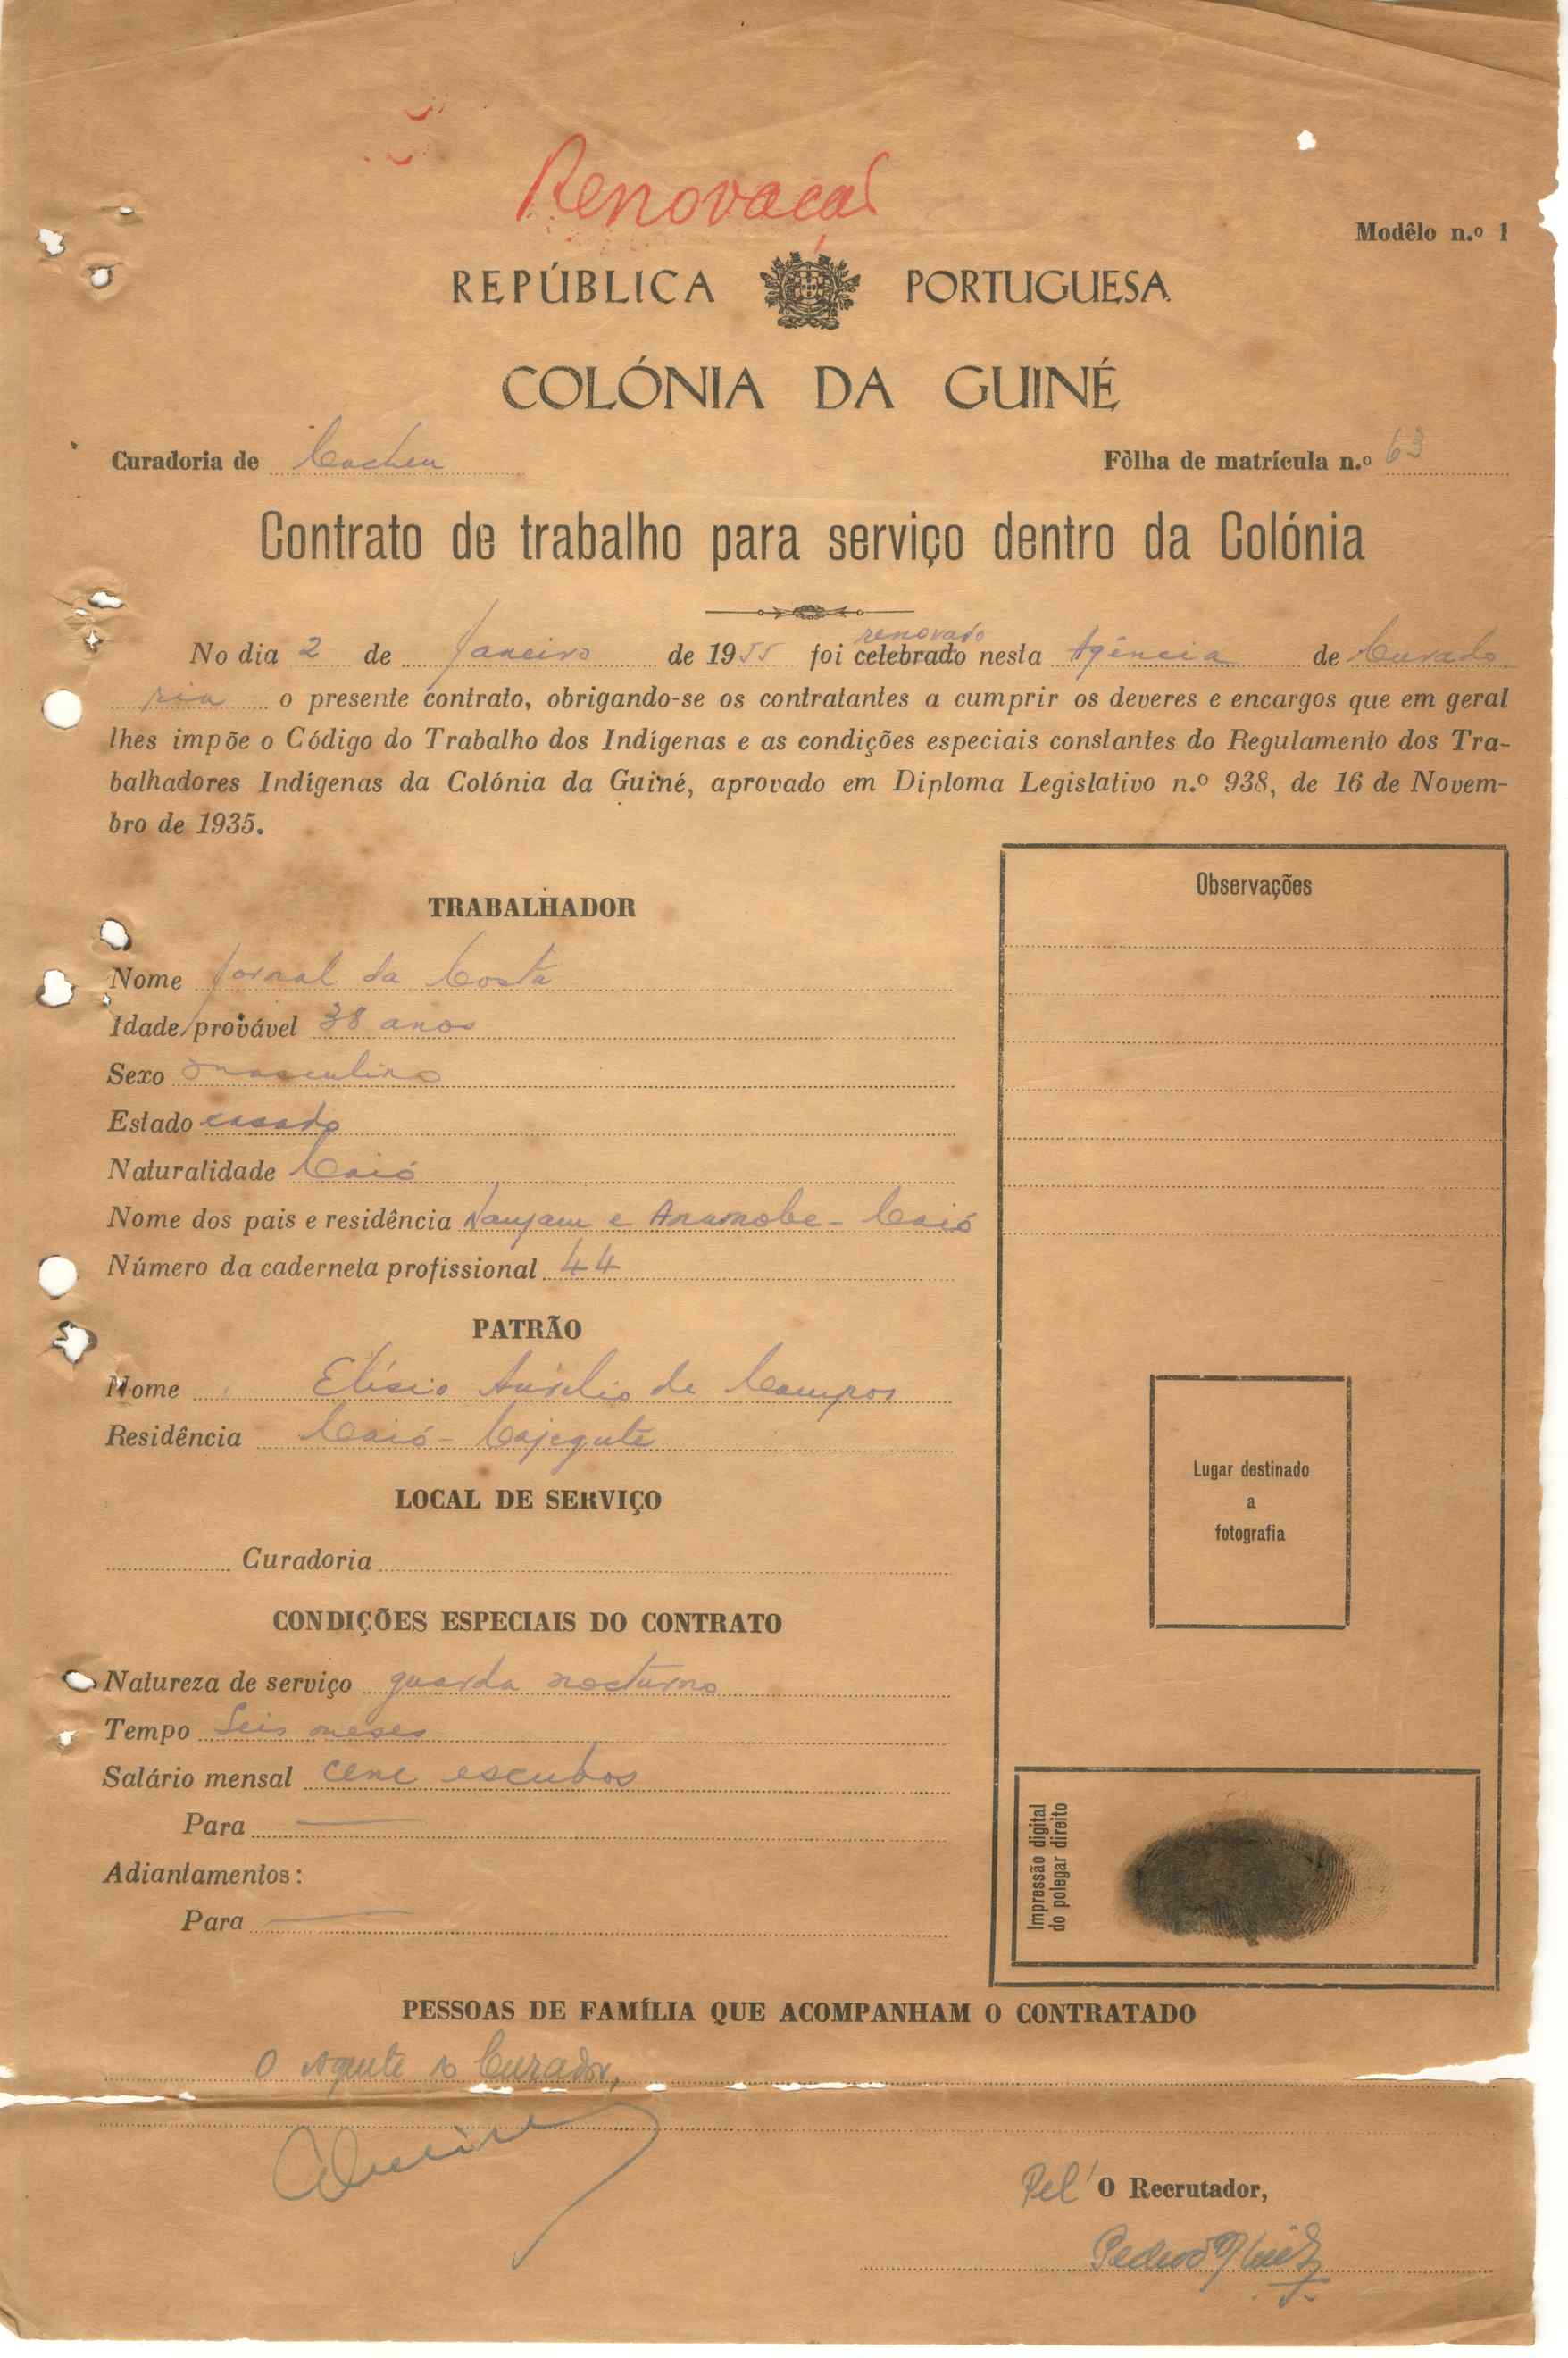 Renovação
Modêlo n.º 1
REPÚBLICA PORTUGUESA
COLÓNIA DA GUINÉ
Curadoria de Cacheu Fôlha de matrícula n.º 63
Contrato de trabalho para serviço dentro da Colónia
renovado
No dia 2 de Janeiro de 1955 foi celebrado nesta Agência de Curado
ria o presente contrato, obrigando-se os contratantes a cumprir os deveres e encargos que em geral
lhes impõe o Código do Trabalho dos Indígenas e as condições especiais constantes do Regulamento dos Tra-
balhadores Indígenas da Colónia da Guiné, aprovado em Diploma Legislativo n.º 938, de 16 de Novem-
bro de 1935.
TRABALHADOR
Nome Jornal da Costa
Idade provável 38 anos
Sexo masculino
Estado casado
Naturalidade Caió
Nome dos pais e residência e - Caió
Número da caderneta profissional 44
PATRÃO
Nome Elísio Aurélio de Campos
Residência Caió - Cajegute
LOCAL DE SERVIÇO
Curadoria
CONDIÇÕES ESPECIAIS DO CONTRATO
Natureza de serviço guarda nocturno
Tempo Seis meses
Salário mensal cem escudos
Para
Adiantamentos:
Para
Observações
Lugar destinado
a
fotografia
Impressão digital
do polegar direito
PESSOAS DE FAMÍLIA QUE ACOMPANHAM O CONTRATADO
O Agente do Curador,
Pel' O Recrutador,
Pedro